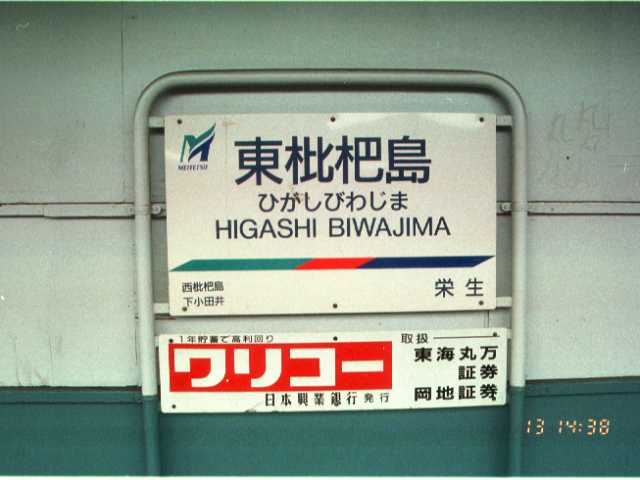 MEITETSU
東枇杷島
ひがしびわじま
HIGASHI BIWAJIMA
西枇杷島
下小田井
栄生
1年貯蓄で高利回り
ワリコー
日本興業銀行 発行
取扱
東海丸万
証券
岡地証券
13 14:38